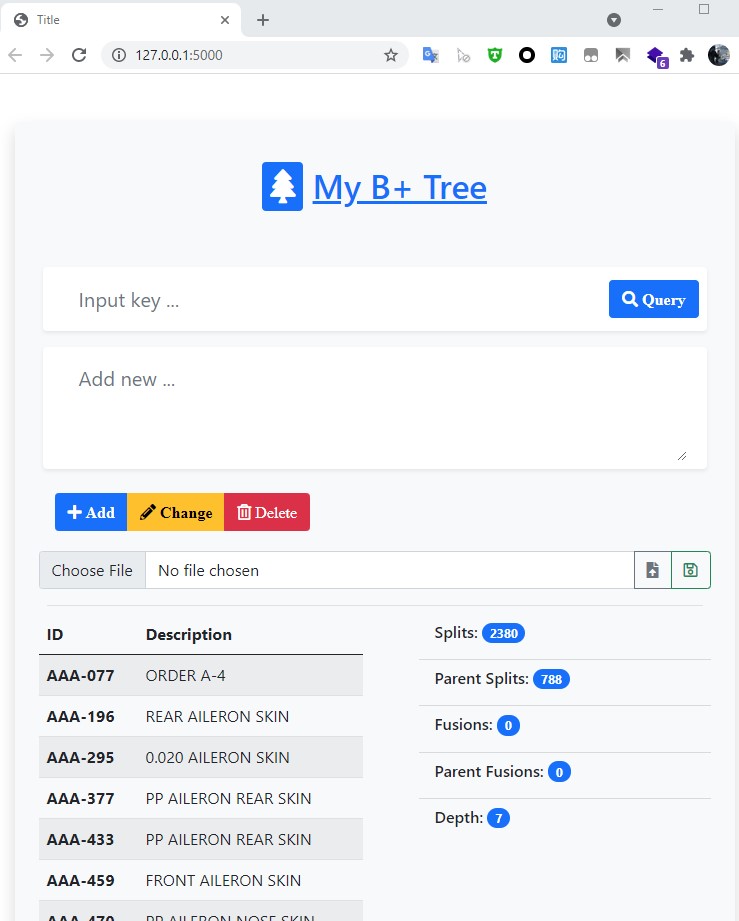 Title
127.0.0.1:5000
6
My B+ Tree
Input key ...
Query
Add new ...
Add Change Delete
Choose File No file chosen
ID Description
AAA-077 ORDER A-4
AAA-196 REAR AILERON SKIN
AAA-295 0.020 AILERON SKIN
AAA-377 PP AILERON REAR SKIN
AAA-433 PP AILERON REAR SKIN
AAA-459 FRONT AILERON SKIN
AAA-479 PP AILERON NOSE SKIN
Splits: 2380
Parent Splits: 788
Fusions: 0
Parent Fusions: 0
Depth: 7